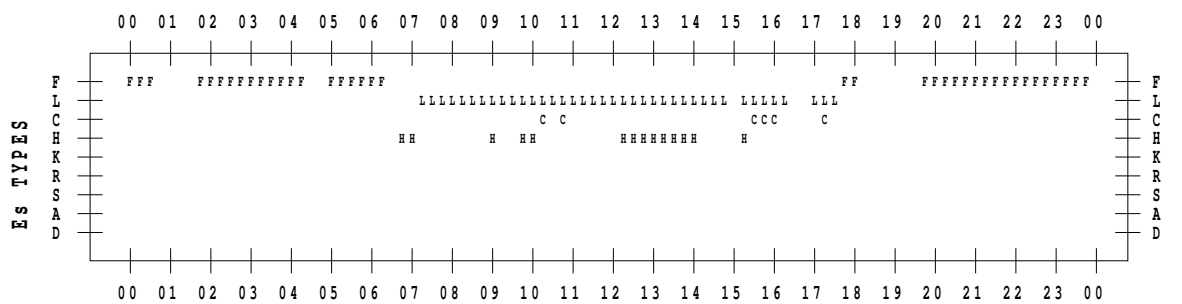 00 01 02 03 04 05 06 07 08 09 10 11 12 13 14 15 16 17 18 19 20 21 22 23 00
F FFF FFFFFFFFFFF FFFFFF FF FFFFFFFFFFFFFFFFF F
L LLLLLLLLLLLLLLLLLLLLLLLLLLLLLLL LLLLL LLL L
C C C CCC C C
H HH H HH HHHHHHHH H H
K K
R R
S S
A A
D D
Es TYPES
00 01 02 03 04 05 06 07 08 09 10 11 12 13 14 15 16 17 18 19 20 21 22 23 00